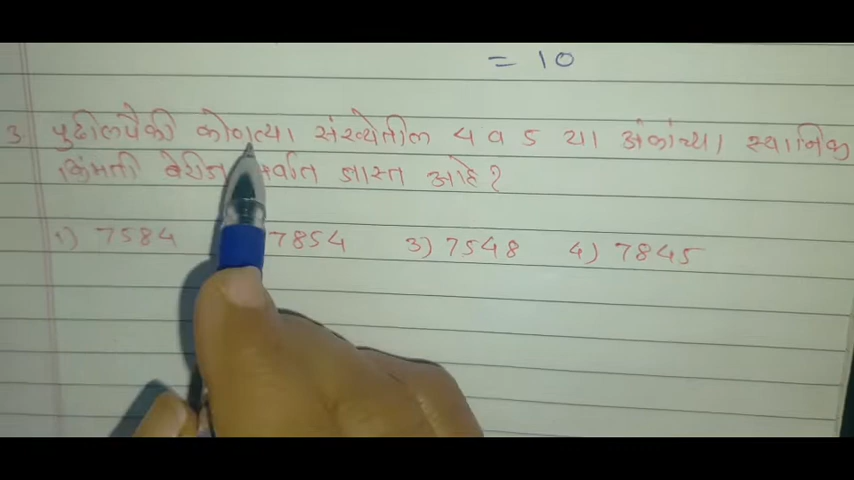 = 10
3 पुढीलपैकी कोणत्या संख्येतील 4 व 5 या अंकांच्या स्थानिक
किंमती बेरीज सर्वात जास्त आहे?
1) 7584 7854 3) 7548 4) 7845